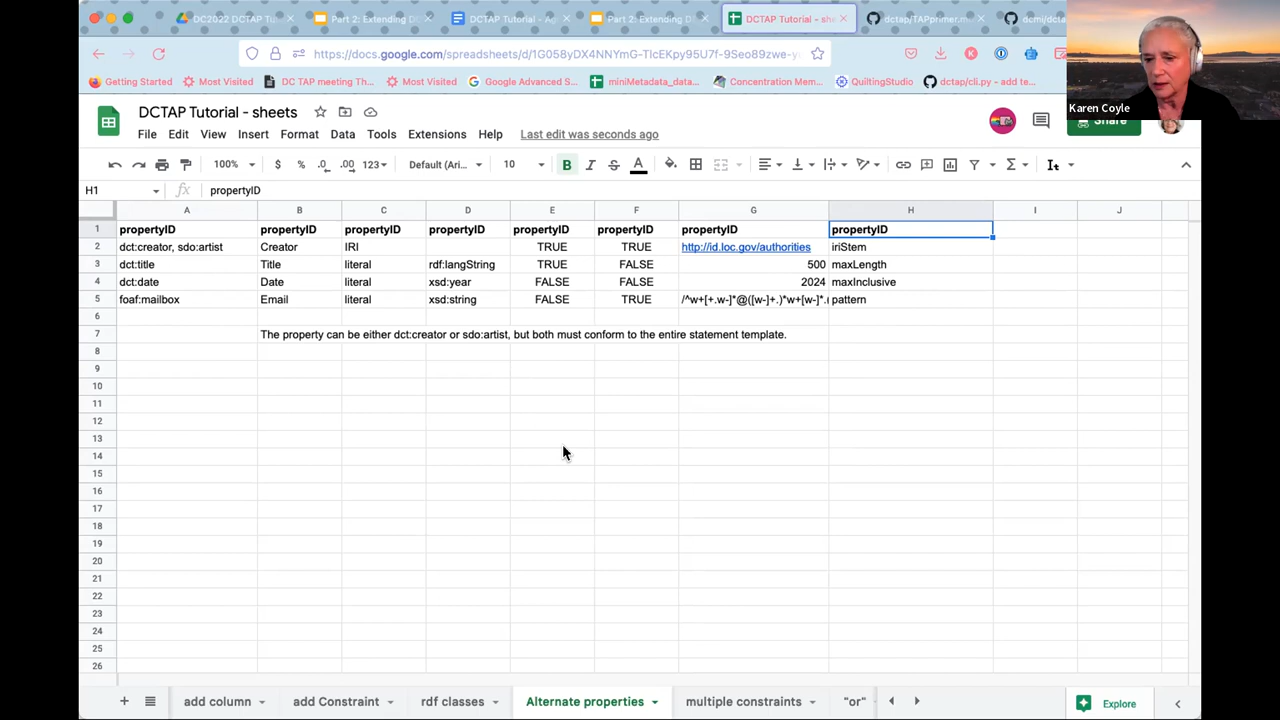 DC2022 DCTAP Tu
Part 2: Extending D
DCTAP Tutorial - Ag
Part 2: Extending D
DCTAP Tutorial - she
dctap/TAPprimer.m
dcmi/dcta
https://docs.google.com/spreadsheets/d/1G058yDX4NNYmG-TlcEKpy95U7f-9Seo89zwe-y
Getting Started
Most Visited
DC TAP meeting Th...
Most Visited
Google Advanced S...
miniMetadata_data...
Concentration Mem...
QuiltingStudio
dctap/cli.py - add te
Karen Coyle
DCTAP Tutorial - sheets
Share
File Edit View Insert Format Data Tools Extensions Help Last edit was seconds ago
100% $ % .0 .00 123 Default (Ari... 10 B I S A
H1 fx propertyID
A B C D E F G H I J
1 propertyID propertyID propertyID propertyID propertyID propertyID propertyID propertyID
2 dct:creator, sdo:artist Creator IRI TRUE TRUE http://id.loc.gov/authorities iriStem
3 dct:title Title literal rdf:langString TRUE FALSE 500 maxLength
4 dct:date Date literal xsd:year FALSE FALSE 2024 maxInclusive
5 foaf:mailbox Email literal xsd:string FALSE TRUE /^w+[+.w-]*@([w-]+.)*w+[w-]*.( pattern
6
7 The property can be either dct:creator or sdo:artist, but both must conform to the entire statement template.
8
9
10
11
12
13
14
15
16
17
18
19
20
21
22
23
24
25
26
add column add Constraint rdf classes Alternate properties multiple constraints "or" Explore